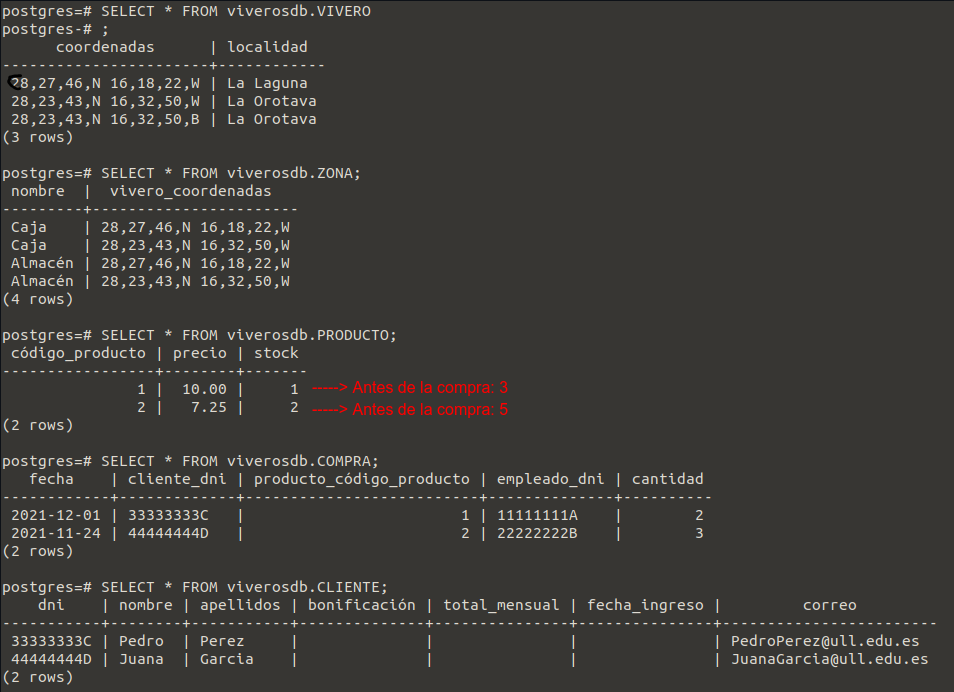 postgres=# SELECT * FROM viverosdb.VIVERO
postgres-# ;
      coordenadas      | localidad
-----------------------+------------
 28,27,46,N 16,18,22,W | La Laguna
 28,23,43,N 16,32,50,W | La Orotava
 28,23,43,N 16,32,50,B | La Orotava
(3 rows)

postgres=# SELECT * FROM viverosdb.ZONA;
 nombre  |  vivero_coordenadas
---------+-----------------------
 Caja    | 28,27,46,N 16,18,22,W
 Caja    | 28,23,43,N 16,32,50,W
 Almacén | 28,27,46,N 16,18,22,W
 Almacén | 28,23,43,N 16,32,50,W
(4 rows)

postgres=# SELECT * FROM viverosdb.PRODUCTO;
 código_producto | precio | stock
-----------------+--------+-------
               1 |  10.00 |     1 -----> Antes de la compra: 3
               2 |   7.25 |     2 -----> Antes de la compra: 5
(2 rows)

postgres=# SELECT * FROM viverosdb.COMPRA;
   fecha    | cliente_dni | producto_código_producto | empleado_dni | cantidad
------------+-------------+--------------------------+--------------+----------
 2021-12-01 | 33333333C   |                        1 | 11111111A    |        2
 2021-11-24 | 44444444D   |                        2 | 22222222B    |        3
(2 rows)

postgres=# SELECT * FROM viverosdb.CLIENTE;
    dni    | nombre | apellidos | bonificación | total_mensual | fecha_ingreso |         correo
-----------+--------+-----------+--------------+---------------+---------------+------------------------
 33333333C | Pedro  | Perez     |              |               |               | PedroPerez@ull.edu.es
 44444444D | Juana  | Garcia    |              |               |               | JuanaGarcia@ull.edu.es
(2 rows)